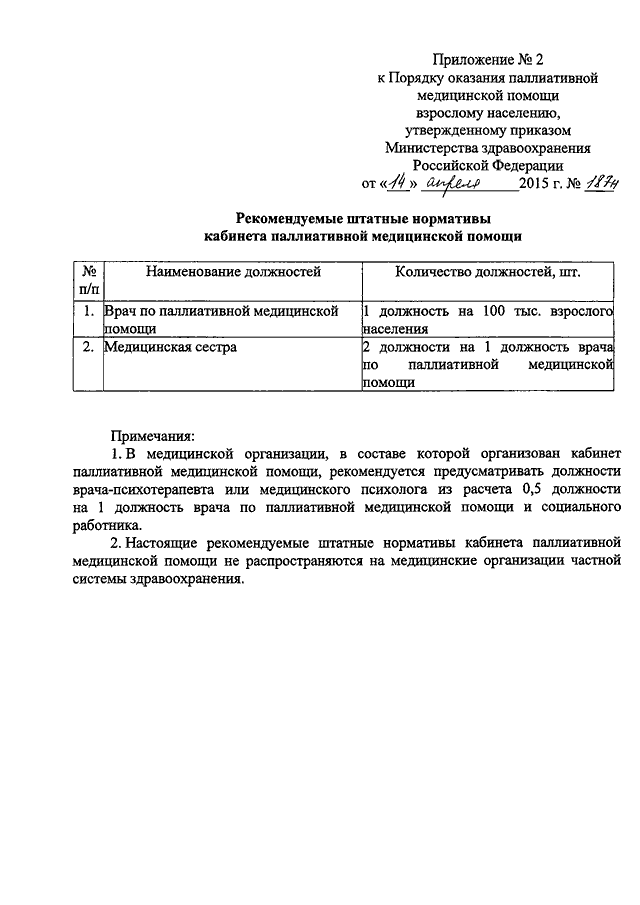 Приложение № 2
к Порядку оказания паллиативной
медицинской помощи
взрослому населению,
утвержденному приказом
Министерства здравоохранения
Российской Федерации
от «14» апреля 2015 г. № 187н
Рекомендуемые штатные нормативы
кабинета паллиативной медицинской помощи
№ п/п Наименование должностей Количество должностей, шт.
1. Врач по паллиативной медицинской помощи 1 должность на 100 тыс. взрослого населения
2. Медицинская сестра 2 должности на 1 должность врача по паллиативной медицинской помощи
Примечания:
1. В медицинской организации, в составе которой организован кабинет
паллиативной медицинской помощи, рекомендуется предусматривать должности
врача-психотерапевта или медицинского психолога из расчета 0,5 должности
на 1 должность врача по паллиативной медицинской помощи и социального
работника.
2. Настоящие рекомендуемые штатные нормативы кабинета паллиативной
медицинской помощи не распространяются на медицинские организации частной
системы здравоохранения.